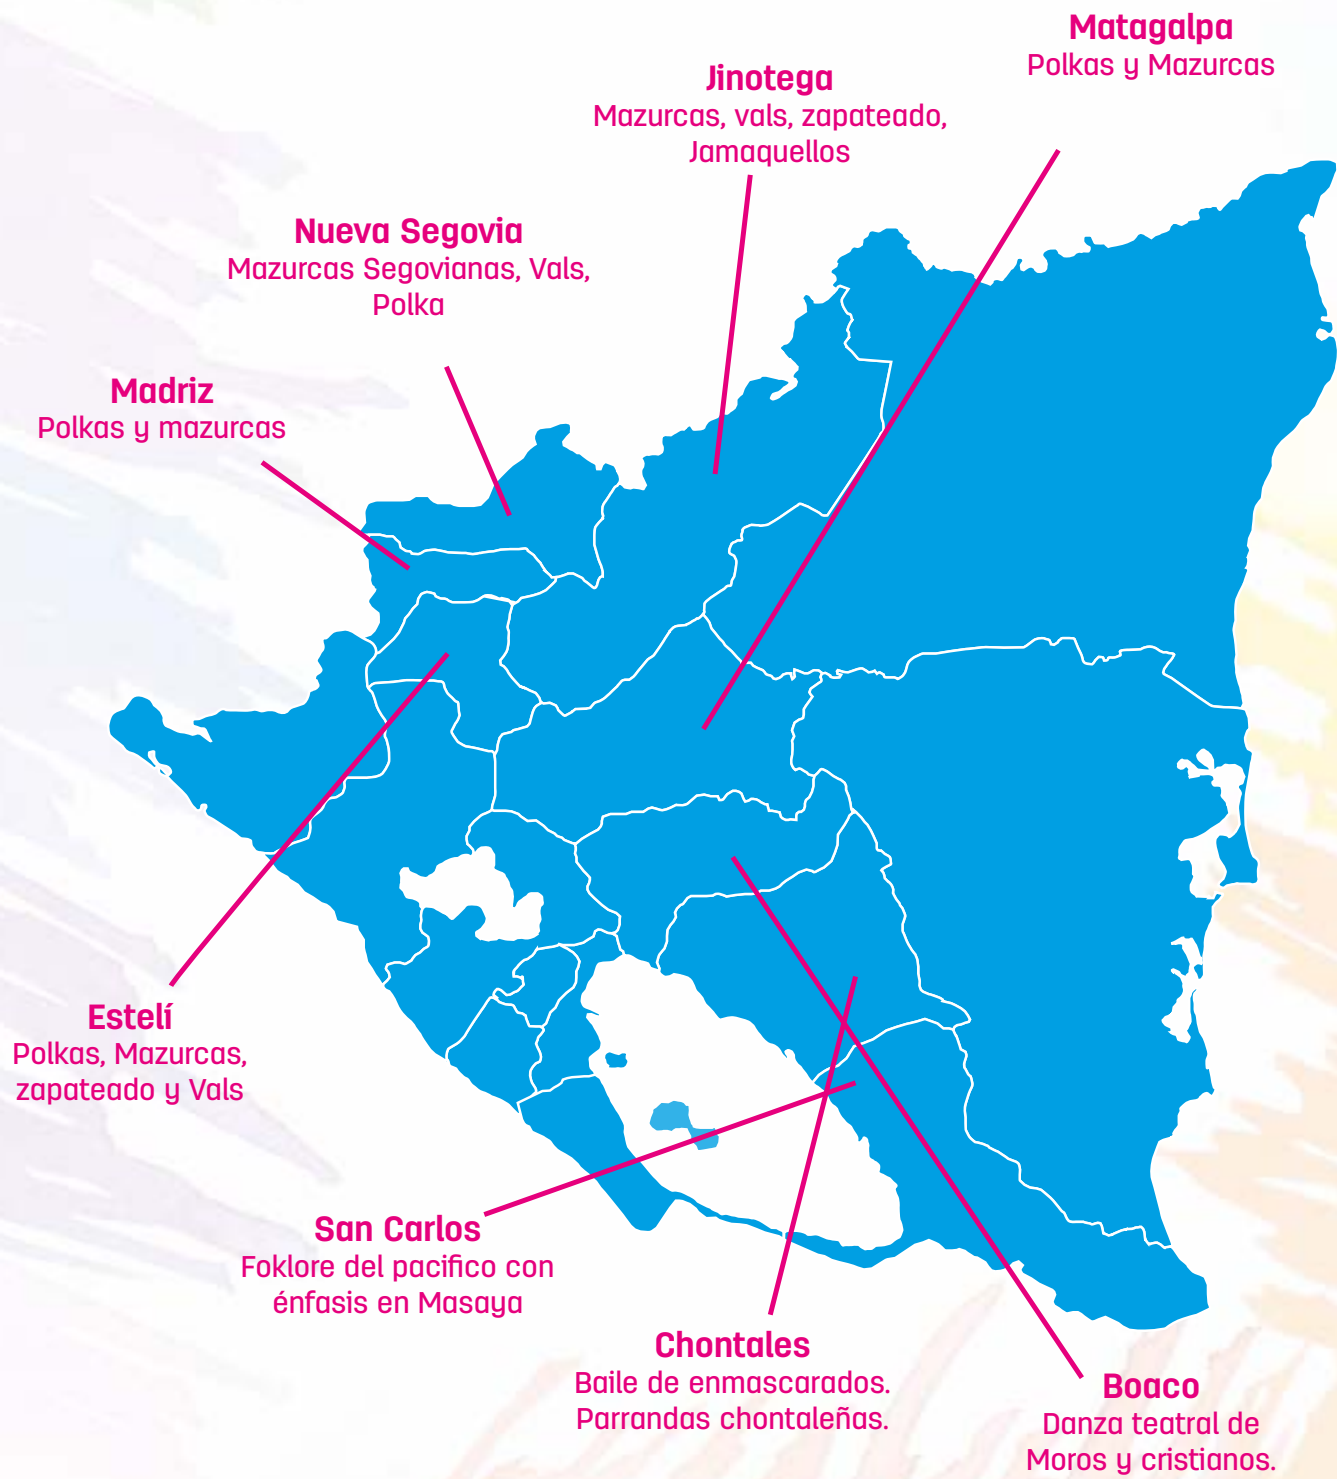 Matagalpa
Polkas y Mazurcas
Jinotega
Mazurcas, vals, zapateado,
Jamaquellos
Nueva Segovia
Mazurcas Segovianas, Vals,
Polka
Madriz
Polkas y mazurcas
Estelí
Polkas, Mazurcas,
zapateado y Vals
San Carlos
Foklore del pacifico con
énfasis en Masaya
Chontales
Baile de enmascarados.
Parrandas chontaleñas.
Boaco
Danza teatral de
Moros y cristianos.